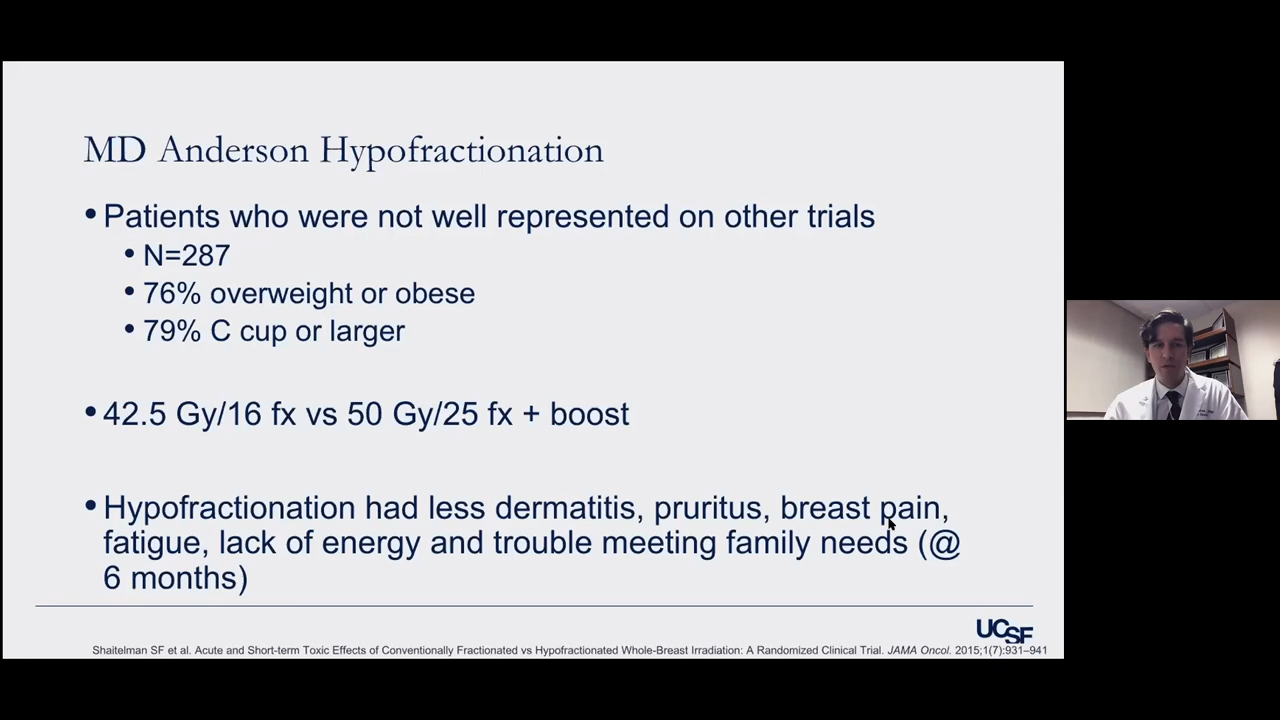 MD Anderson Hypofractionation
• Patients who were not well represented on other trials
• N=287
• 76% overweight or obese
• 79% C cup or larger
• 42.5 Gy/16 fx vs 50 Gy/25 fx + boost
• Hypofractionation had less dermatitis, pruritus, breast pain,
fatigue, lack of energy and trouble meeting family needs (@
6 months)
UCSF
Shaitelman SF et al. Acute and Short-term Toxic Effects of Conventionally Fractionated vs Hypofractionated Whole-Breast Irradiation: A Randomized Clinical Trial. JAMA Oncol. 2015;1(7):931–941